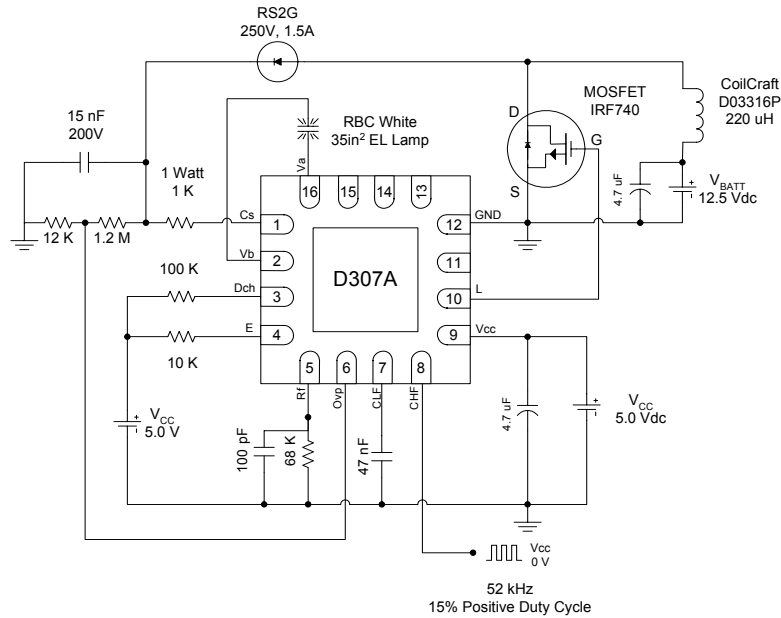 RS2G
250V, 1.5A
15 nF
200V
RBC White
35in² EL Lamp
MOSFET
IRF740
CoilCraft
D03316P
220 uH
D
G
S
4.7 uF
V_BATT
12.5 Vdc
1 Watt
1 K
12 K
1.2 M
Va
16
15
14
13
Cs
1
Vb
2
Dch
3
E
4
100 K
10 K
D307A
GND
12
11
L
10
Vcc
9
5
6
7
8
Rf
Ovp
CLF
CHF
V_CC
5.0 V
100 pF
68 K
47 nF
4.7 uF
V_CC
5.0 Vdc
Vcc
0 V
52 kHz
15% Positive Duty Cycle